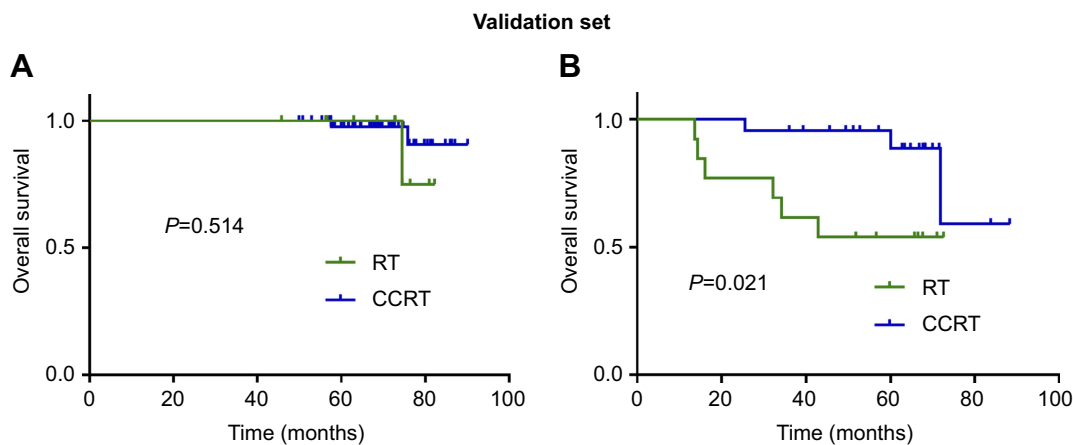 Validation set
A
Overall survival
1.0
0.5
0.0
P=0.514
RT
CCRT
0 20 40 60 80 100
Time (months)
B
Overall survival
1.0
0.5
0.0
P=0.021
RT
CCRT
0 20 40 60 80 100
Time (months)